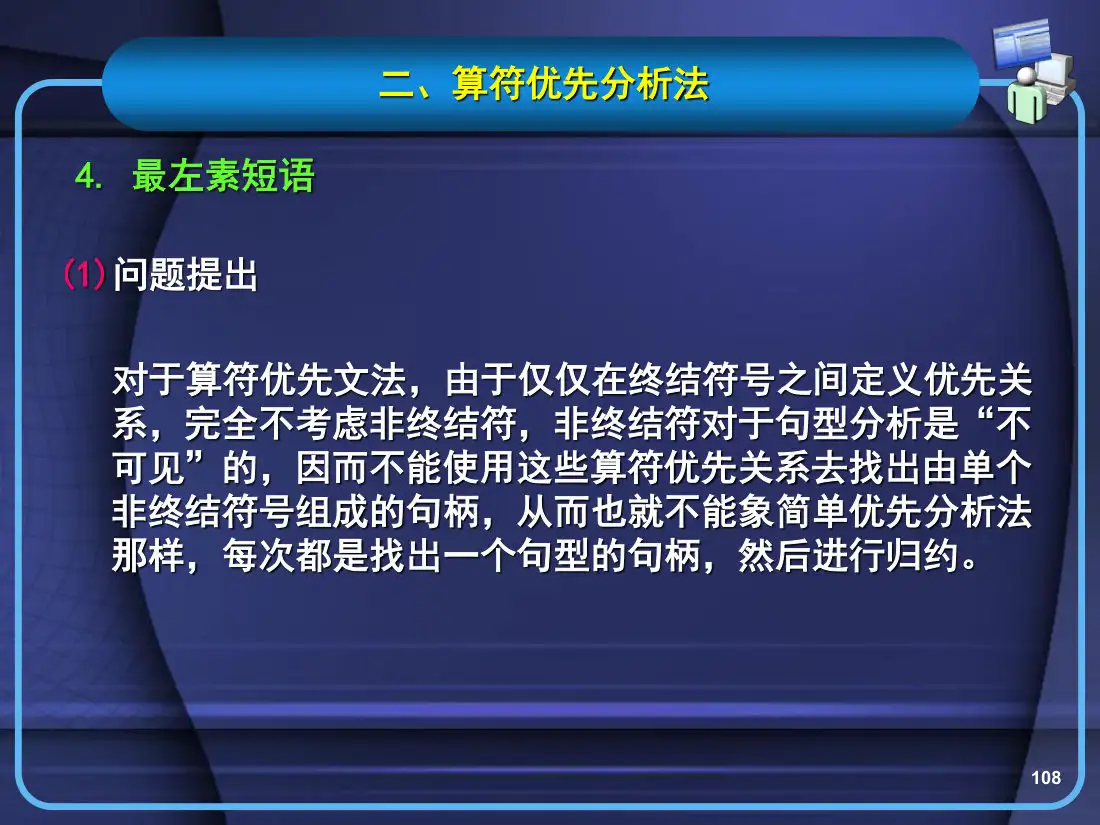 二、算符优先分析法
4. 最左素短语
(1)问题提出
对于算符优先文法，由于仅仅在终结符号之间定义优先关
系，完全不考虑非终结符，非终结符对于句型分析是“不
可见”的，因而不能使用这些算符优先关系去找出由单个
非终结符号组成的句柄，从而也就不能象简单优先分析法
那样，每次都是找出一个句型的句柄，然后进行归约。
108